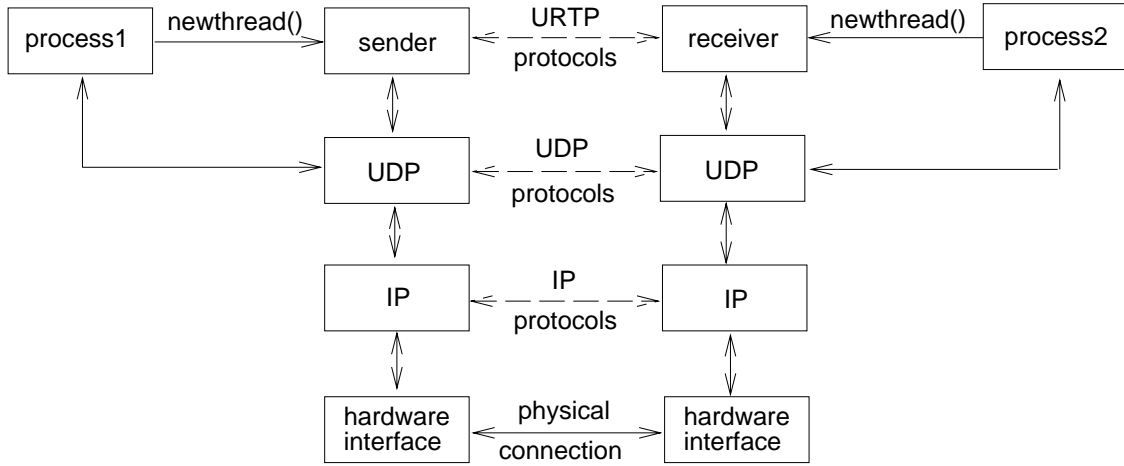 process1
newthread()
sender
URTP
protocols
receiver
newthread()
process2
UDP
UDP
protocols
UDP
IP
IP
protocols
IP
hardware
interface
physical
connection
hardware
interface